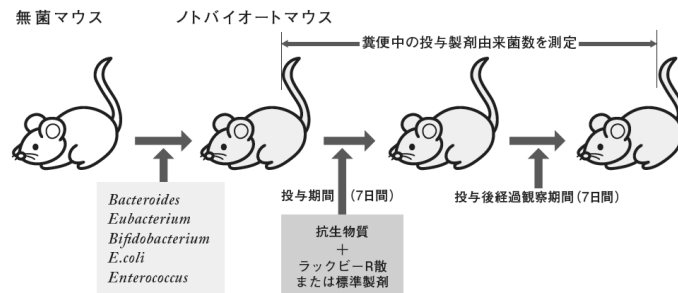 無菌マウス
ノトバイオートマウス
糞便中の投与製剤由来菌数を測定
投与期間
(7日間)
投与後経過観察期間(7日間)
Bacteroides
Eubacterium
Bifidobacterium
E.coli
Enterococcus
抗生物質
+
ラックビーR散
または標準製剤